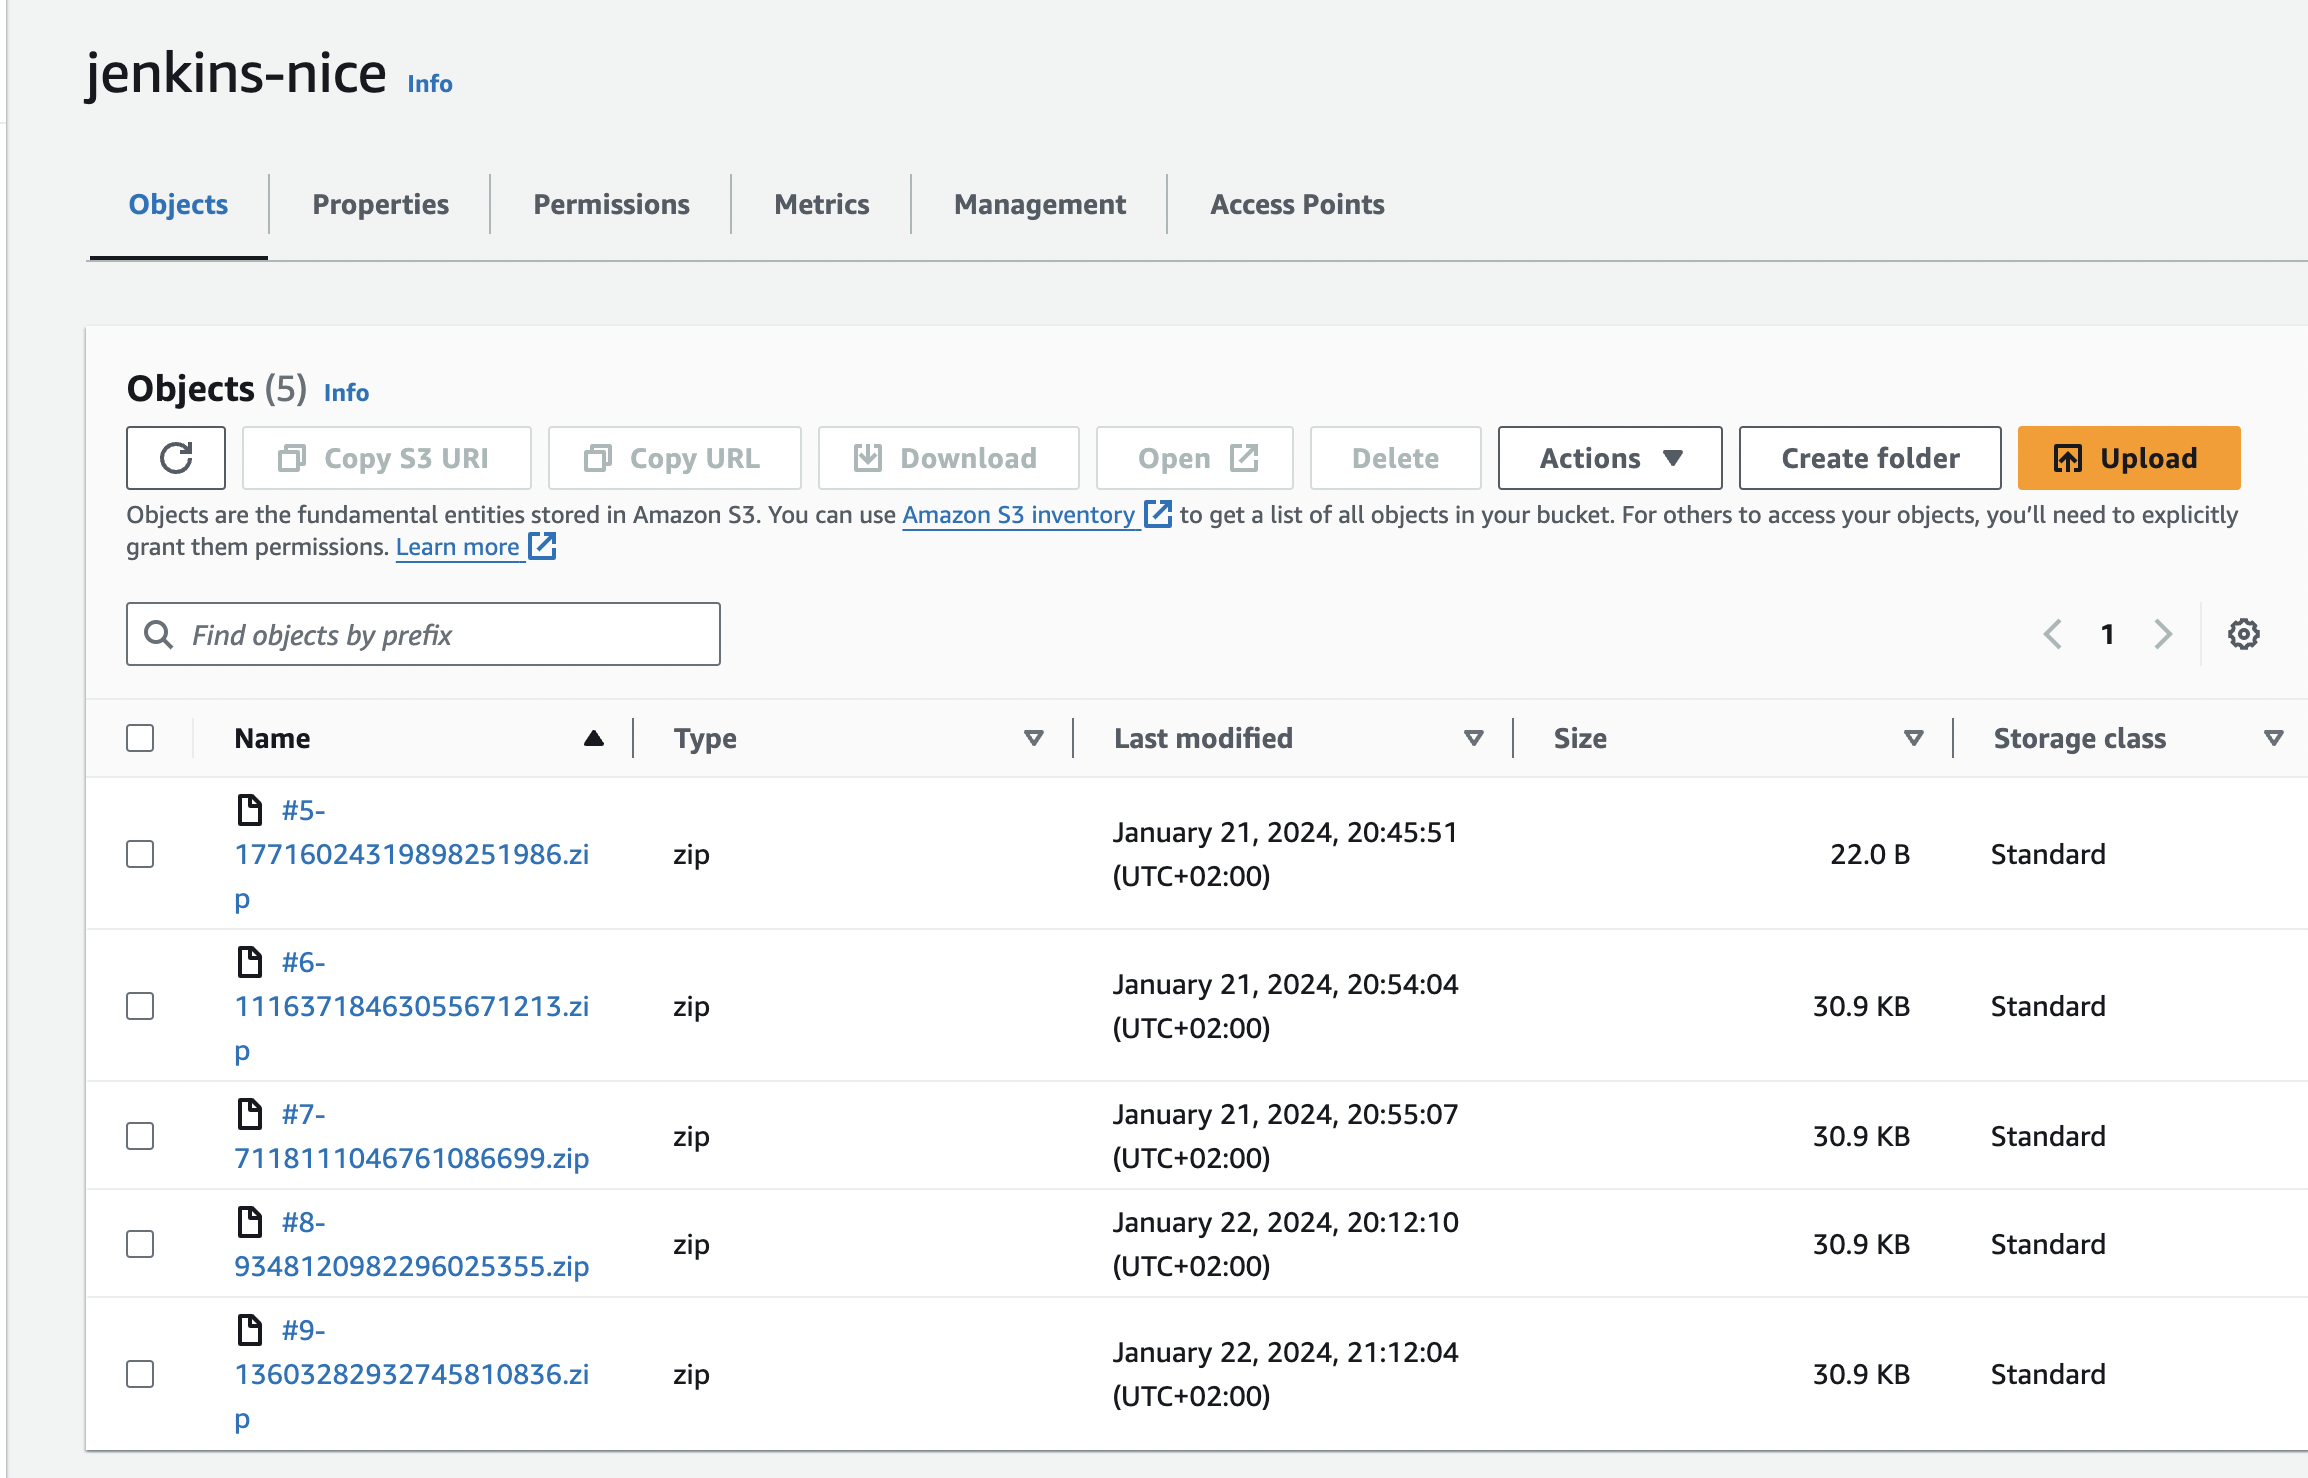 jenkins-nice Info
Objects Properties Permissions Metrics Management Access Points
Objects (5) Info
Copy S3 URI Copy URL Download Open Delete Actions Create folder Upload
Objects are the fundamental entities stored in Amazon S3. You can use Amazon S3 inventory to get a list of all objects in your bucket. For others to access your objects, you’ll need to explicitly
grant them permissions. Learn more
Find objects by prefix
1
Name Type Last modified Size Storage class
#5-
17716024319898251986.zi
p
zip
January 21, 2024, 20:45:51
(UTC+02:00)
22.0 B
Standard
#6-
11163718463055671213.zi
p
zip
January 21, 2024, 20:54:04
(UTC+02:00)
30.9 KB
Standard
#7-
7118111046761086699.zip
zip
January 21, 2024, 20:55:07
(UTC+02:00)
30.9 KB
Standard
#8-
9348120982296025355.zip
zip
January 22, 2024, 20:12:10
(UTC+02:00)
30.9 KB
Standard
#9-
13603282932745810836.zi
p
zip
January 22, 2024, 21:12:04
(UTC+02:00)
30.9 KB
Standard